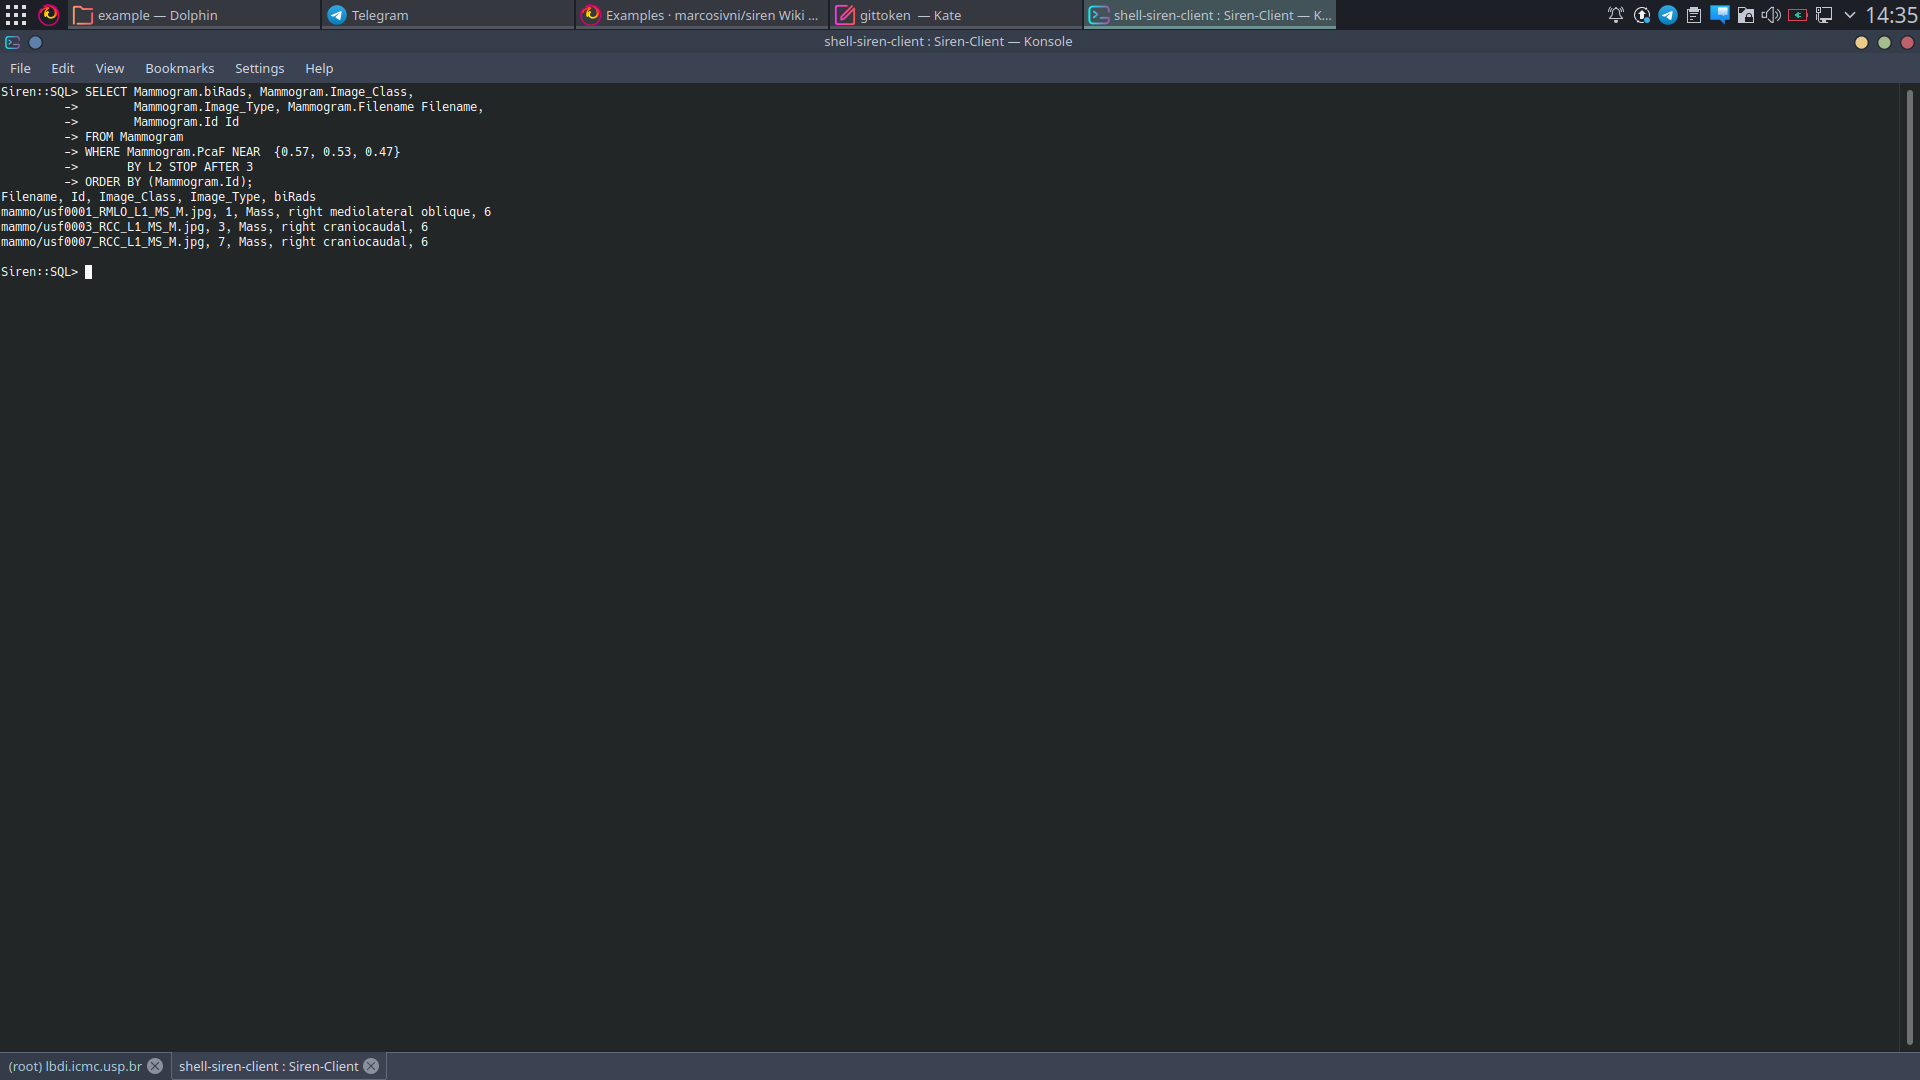 example — Dolphin
Telegram
Examples · marcosivni/siren Wiki ...
gittoken — Kate
shell-siren-client : Siren-Client — K...
14:35
shell-siren-client : Siren-Client — Konsole
File Edit View Bookmarks Settings Help
Siren::SQL> SELECT Mammogram.biRads, Mammogram.Image_Class,
-> Mammogram.Image_Type, Mammogram.Filename Filename,
-> Mammogram.Id Id
-> FROM Mammogram
-> WHERE Mammogram.PcaF NEAR {0.57, 0.53, 0.47}
-> BY L2 STOP AFTER 3
-> ORDER BY (Mammogram.Id);
Filename, Id, Image_Class, Image_Type, biRads
mammo/usf0001_RMLO_L1_MS_M.jpg, 1, Mass, right mediolateral oblique, 6
mammo/usf0003_RCC_L1_MS_M.jpg, 3, Mass, right craniocaudal, 6
mammo/usf0007_RCC_L1_MS_M.jpg, 7, Mass, right craniocaudal, 6
Siren::SQL>
(root) lbdi.icmc.usp.br
shell-siren-client : Siren-Client